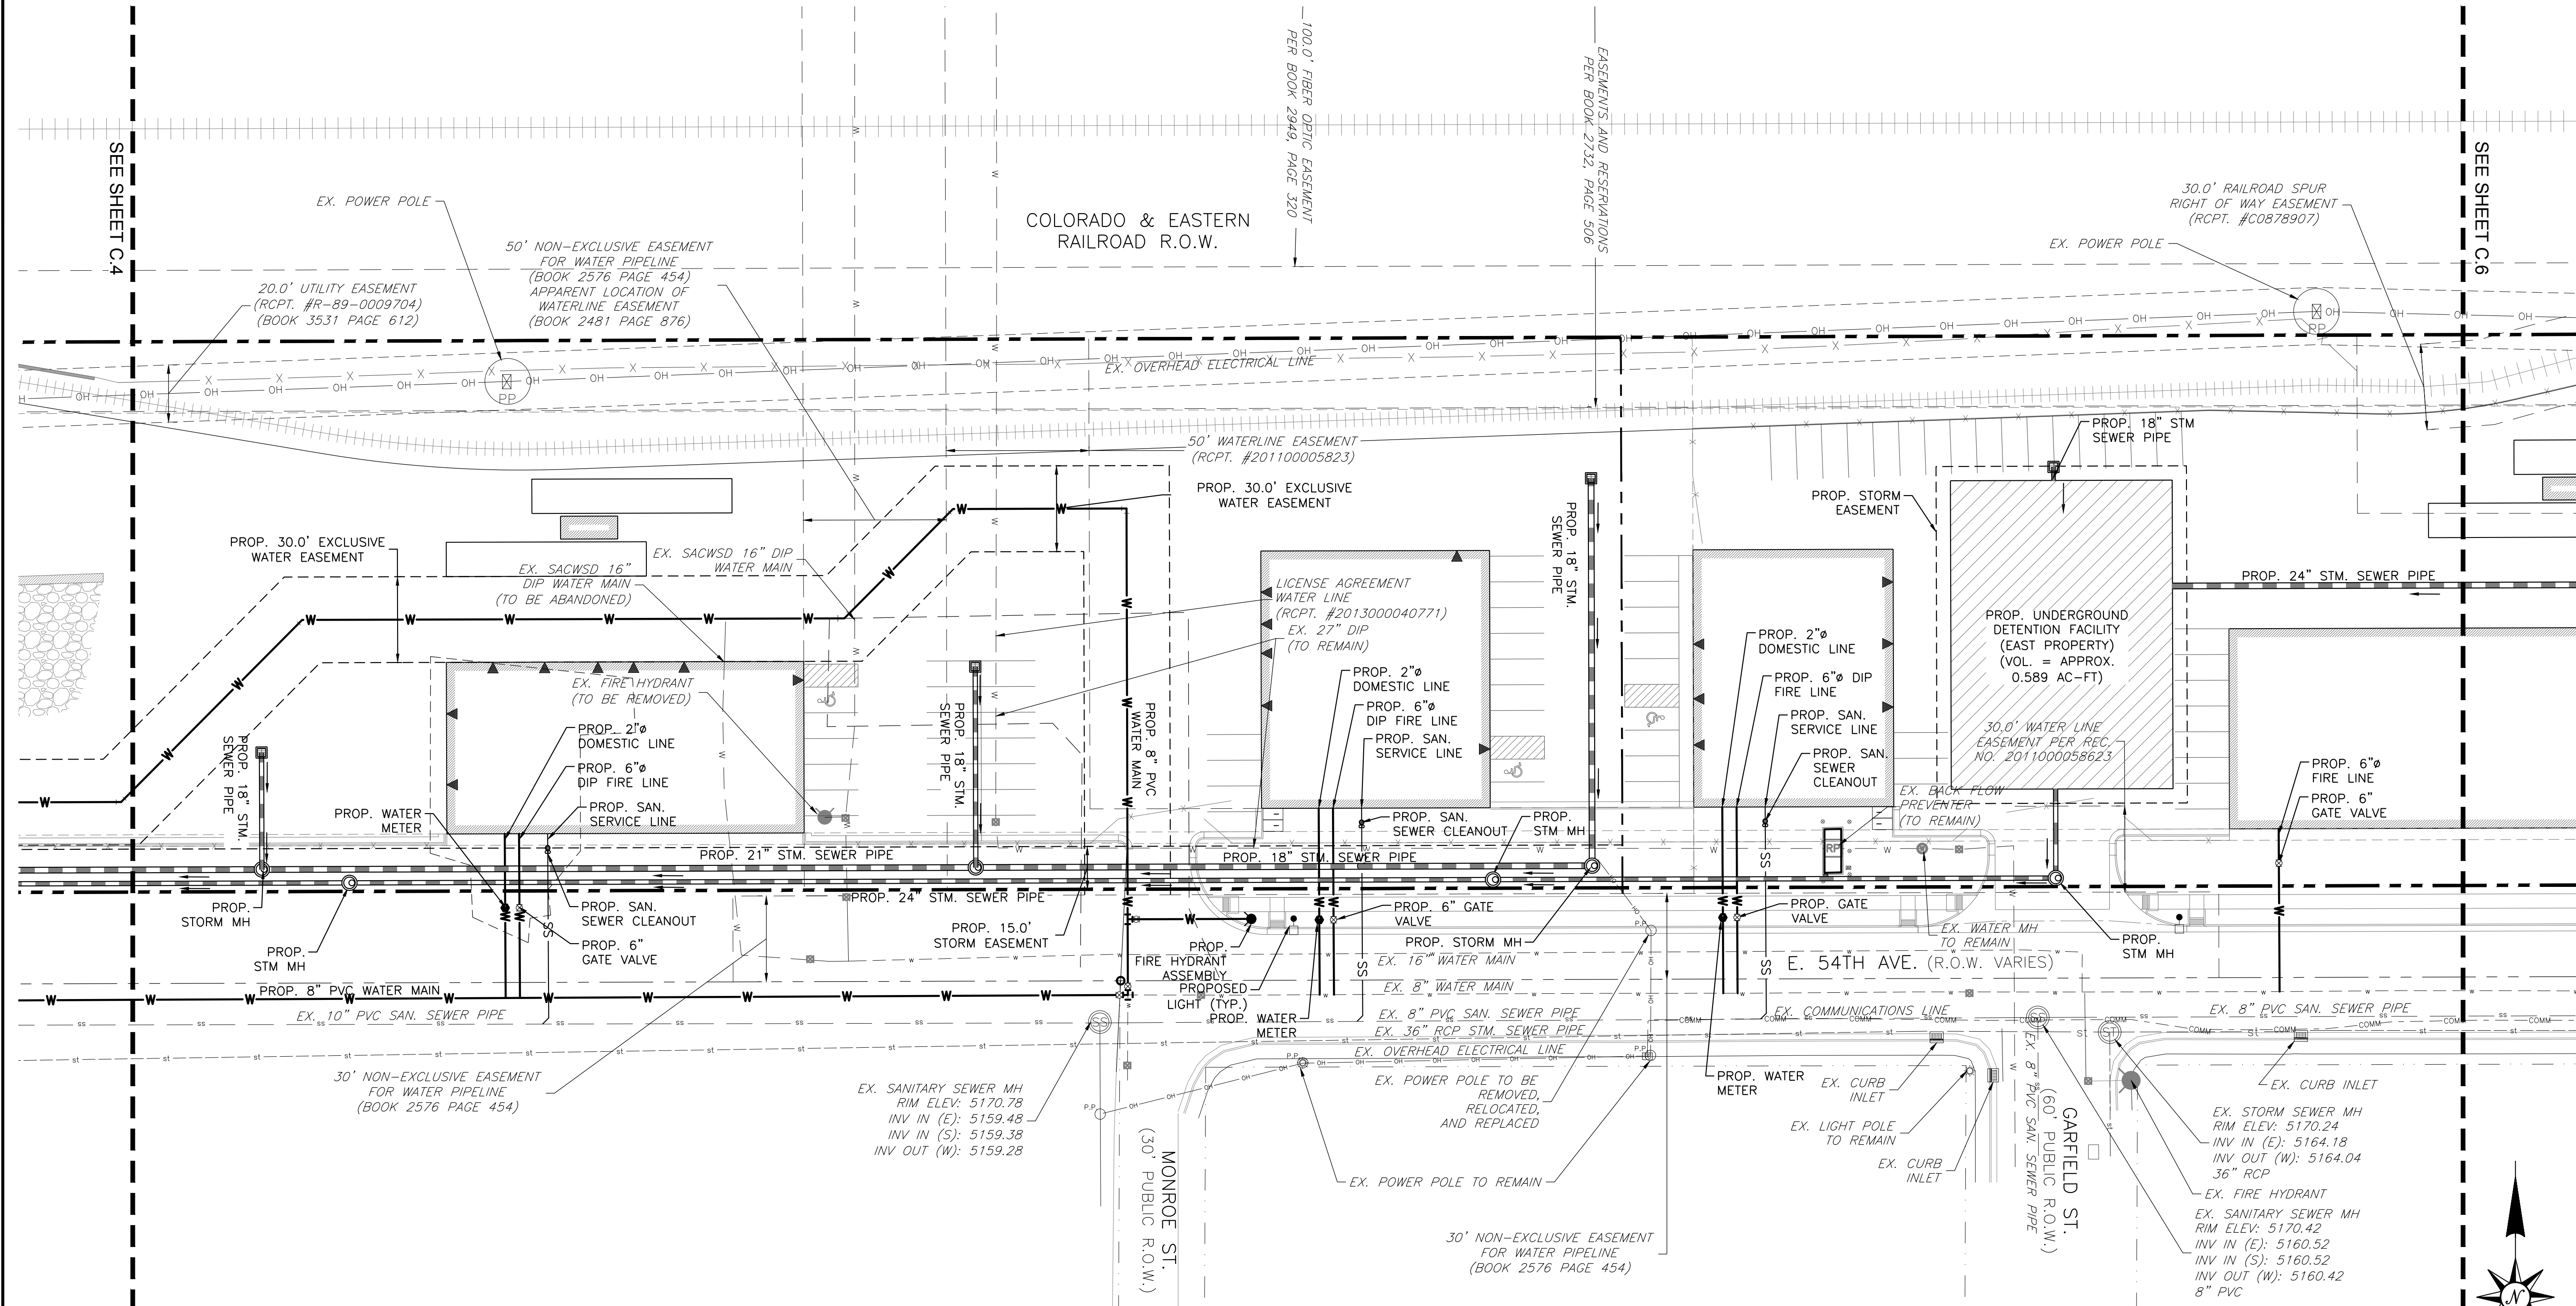 100.0' FIBER OPTIC EASEMENT
PER BOOK 2949, PAGE 320
EASEMENTS AND RESERVATIONS
PER BOOK 2732, PAGE 506
SEE SHEET C.4
SEE SHEET C.6
EX. POWER POLE
COLORADO & EASTERN
RAILROAD R.O.W.
30.0' RAILROAD SPUR
RIGHT OF WAY EASEMENT
(RCPT. #C0878907)
EX. POWER POLE
50' NON-EXCLUSIVE EASEMENT
FOR WATER PIPELINE
(BOOK 2576 PAGE 454)
APPARENT LOCATION OF
WATERLINE EASEMENT
(BOOK 2481 PAGE 876)
20.0' UTILITY EASEMENT
(RCPT. #R-89-0009704)
(BOOK 3531 PAGE 612)
PP
PP
EX. OVERHEAD ELECTRICAL LINE
50' WATERLINE EASEMENT
(RCPT. #201100005823)
PROP. 30.0' EXCLUSIVE
WATER EASEMENT
PROP. 18" STM
SEWER PIPE
PROP. STORM
EASEMENT
PROP. 30.0' EXCLUSIVE
WATER EASEMENT
EX. SACWSD 16" DIP
WATER MAIN
EX. SACWSD 16"
DIP WATER MAIN
(TO BE ABANDONED)
LICENSE AGREEMENT
WATER LINE
(RCPT. #2013000040771)
EX. 27" DIP
(TO REMAIN)
PROP. 18" STM.
SEWER PIPE
PROP. 24" STM. SEWER PIPE
PROP. UNDERGROUND
DETENTION FACILITY
(EAST PROPERTY)
(VOL. = APPROX.
0.589 AC-FT)
PROP. 2"ø
DOMESTIC LINE
PROP. 6"ø DIP
FIRE LINE
PROP. SAN.
SERVICE LINE
PROP. SAN.
SEWER
CLEANOUT
30.0' WATER LINE
EASEMENT PER REC.
NO. 2011000058623
EX. BACK FLOW
PREVENTER
(TO REMAIN)
RP
PROP. 2"ø
DOMESTIC LINE
PROP. 6"ø
DIP FIRE LINE
PROP. SAN.
SERVICE LINE
EX. FIRE HYDRANT
(TO BE REMOVED)
PROP. 2"ø
DOMESTIC LINE
PROP. 6"ø
DIP FIRE LINE
PROP. SAN.
SERVICE LINE
PROP. WATER
METER
PROP. 18" STM.
SEWER PIPE
PROP. 18" STM.
SEWER PIPE
PROP. 8" PVC
WATER MAIN
PROP. 6"ø
FIRE LINE
PROP. 6"
GATE VALVE
PROP. SAN.
SEWER CLEANOUT
PROP.
STM MH
PROP. 21" STM. SEWER PIPE
PROP. 18" STM. SEWER PIPE
PROP. 24" STM. SEWER PIPE
PROP.
STORM MH
PROP.
STM MH
PROP. SAN.
SEWER CLEANOUT
PROP. 6"
GATE VALVE
PROP. 15.0'
STORM EASEMENT
PROP.
FIRE HYDRANT
ASSEMBLY
PROPOSED
LIGHT (TYP.)
PROP. WATER
METER
PROP. 6" GATE
VALVE
PROP. STORM MH
EX. 16" WATER MAIN
EX. 8" WATER MAIN
PROP. GATE
VALVE
EX. WATER MH
TO REMAIN
PROP.
STM MH
E. 54TH AVE. (R.O.W. VARIES)
PROP. 8" PVC WATER MAIN
EX. 10" PVC SAN. SEWER PIPE
EX. 8" PVC SAN. SEWER PIPE
EX. 36" RCP STM. SEWER PIPE
EX. OVERHEAD ELECTRICAL LINE
EX. COMMUNICATIONS LINE
EX. 8" PVC SAN. SEWER PIPE
30' NON-EXCLUSIVE EASEMENT
FOR WATER PIPELINE
(BOOK 2576 PAGE 454)
EX. SANITARY SEWER MH
RIM ELEV: 5170.78
INV IN (E): 5159.48
INV IN (S): 5159.38
INV OUT (W): 5159.28
MONROE ST.
(30' PUBLIC R.O.W.)
EX. POWER POLE TO BE
REMOVED,
RELOCATED,
AND REPLACED
EX. POWER POLE TO REMAIN
PROP. WATER
METER
EX. CURB
INLET
EX. LIGHT POLE
TO REMAIN
EX. CURB
INLET
30' NON-EXCLUSIVE EASEMENT
FOR WATER PIPELINE
(BOOK 2576 PAGE 454)
EX. 8" PVC SAN. SEWER PIPE
GARFIELD ST.
(60' PUBLIC R.O.W.)
EX. CURB INLET
EX. STORM SEWER MH
RIM ELEV: 5170.24
INV IN (E): 5164.18
INV OUT (W): 5164.04
36" RCP
EX. FIRE HYDRANT
EX. SANITARY SEWER MH
RIM ELEV: 5170.42
INV IN (E): 5160.52
INV IN (S): 5160.52
INV OUT (W): 5160.42
8" PVC
N